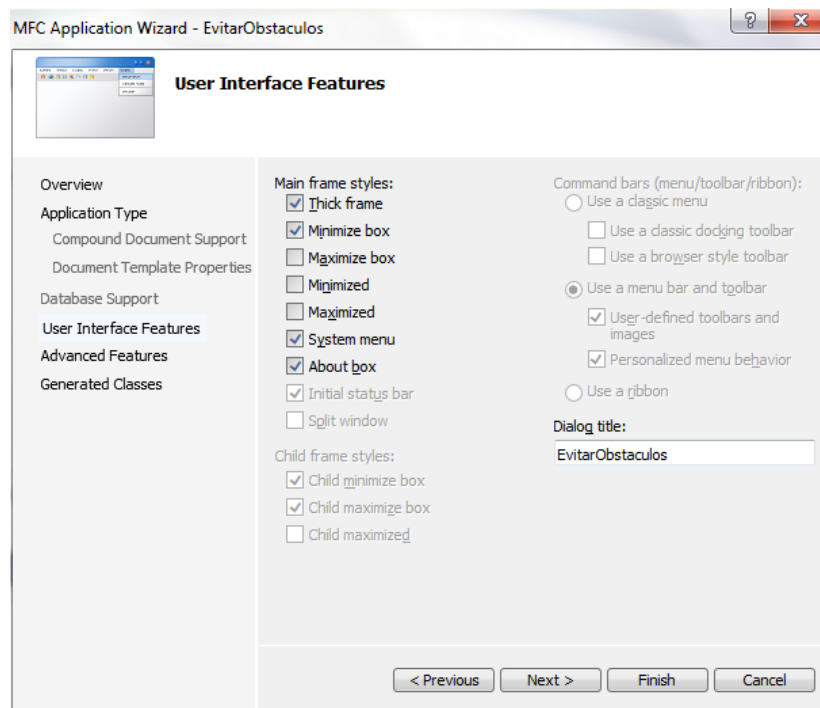 MFC Application Wizard - EvitarObstaculos
?
X
User Interface Features
Overview
Application Type
Compound Document Support
Document Template Properties
Database Support
User Interface Features
Advanced Features
Generated Classes
Main frame styles:
Thick frame
Minimize box
Maximize box
Minimized
Maximized
System menu
About box
Initial status bar
Split window
Child frame styles:
Child minimize box
Child maximize box
Child maximized
Command bars (menu/toolbar/ribbon):
Use a classic menu
Use a classic docking toolbar
Use a browser style toolbar
Use a menu bar and toolbar
User-defined toolbars and
images
Personalized menu behavior
Use a ribbon
Dialog title:
EvitarObstaculos
< Previous
Next >
Finish
Cancel